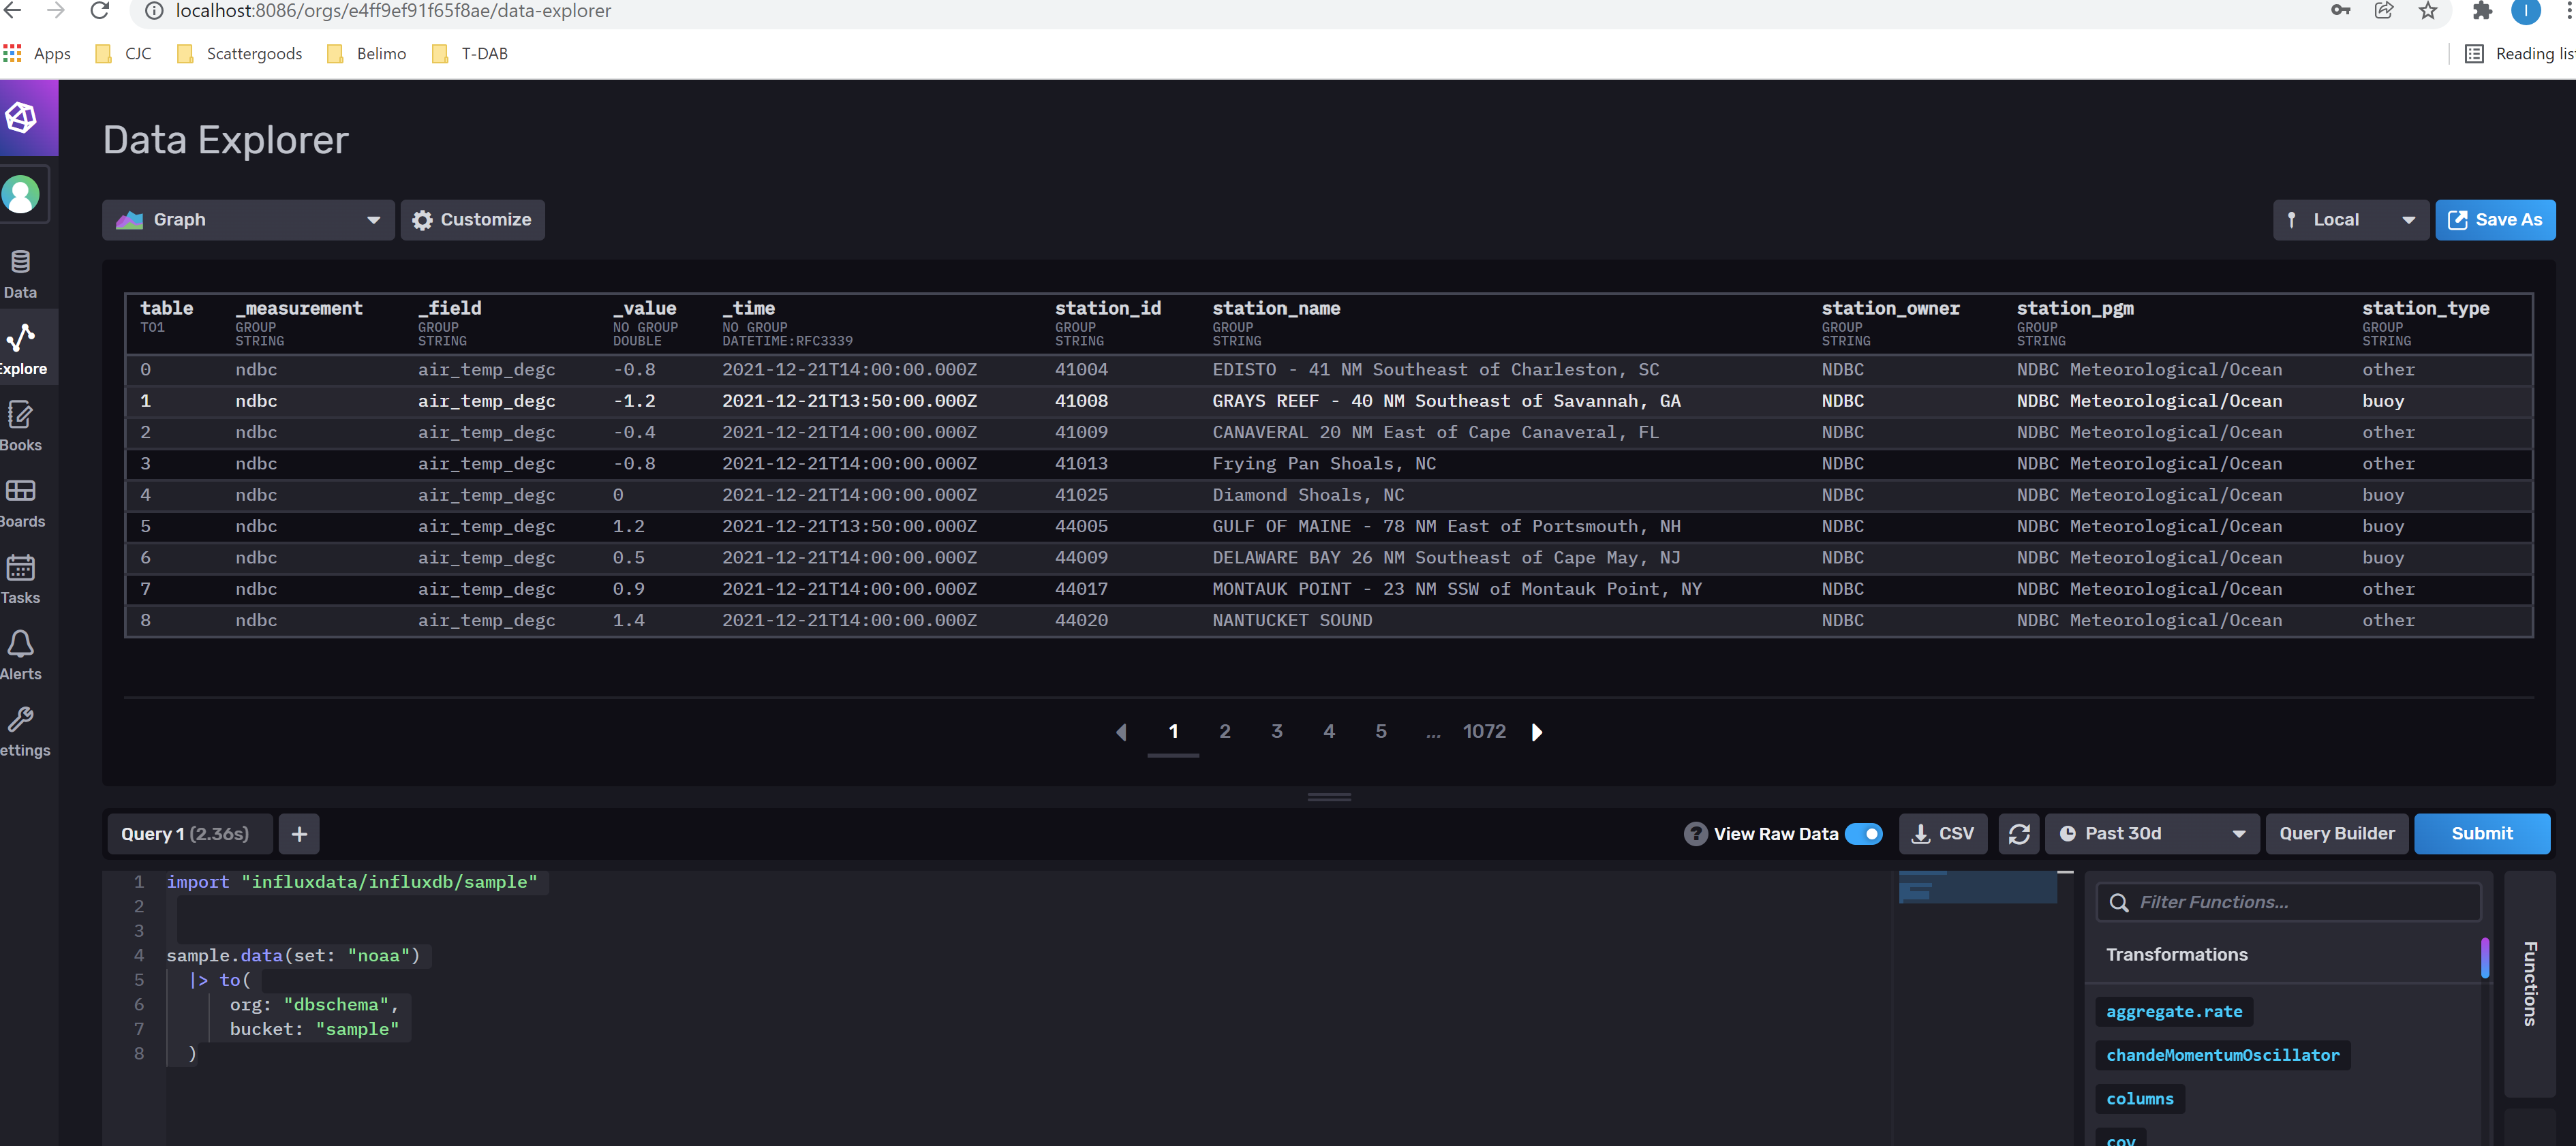 localhost:8086/orgs/e4ff9ef91f65f8ae/data-explorer
I
Apps CJC Scattergoods Belimo T-DAB
Reading lis
Data Explorer
Graph Customize Local Save As
Data
Explore
Books
Boards
Tasks
Alerts
ettings
table _measurement _field _value _time station_id station_name station_owner station_pgm station_type
TO1 GROUP GROUP NO GROUP NO GROUP GROUP GROUP GROUP GROUP GROUP
STRING STRING DOUBLE DATETIME:RFC3339 STRING STRING STRING STRING STRING
0 ndbc air_temp_degc -0.8 2021-12-21T14:00:00.000Z 41004 EDISTO - 41 NM Southeast of Charleston, SC NDBC NDBC Meteorological/Ocean other
1 ndbc air_temp_degc -1.2 2021-12-21T13:50:00.000Z 41008 GRAYS REEF - 40 NM Southeast of Savannah, GA NDBC NDBC Meteorological/Ocean buoy
2 ndbc air_temp_degc -0.4 2021-12-21T14:00:00.000Z 41009 CANAVERAL 20 NM East of Cape Canaveral, FL NDBC NDBC Meteorological/Ocean other
3 ndbc air_temp_degc -0.8 2021-12-21T14:00:00.000Z 41013 Frying Pan Shoals, NC NDBC NDBC Meteorological/Ocean other
4 ndbc air_temp_degc 0 2021-12-21T14:00:00.000Z 41025 Diamond Shoals, NC NDBC NDBC Meteorological/Ocean buoy
5 ndbc air_temp_degc 1.2 2021-12-21T13:50:00.000Z 44005 GULF OF MAINE - 78 NM East of Portsmouth, NH NDBC NDBC Meteorological/Ocean buoy
6 ndbc air_temp_degc 0.5 2021-12-21T14:00:00.000Z 44009 DELAWARE BAY 26 NM Southeast of Cape May, NJ NDBC NDBC Meteorological/Ocean buoy
7 ndbc air_temp_degc 0.9 2021-12-21T14:00:00.000Z 44017 MONTAUK POINT - 23 NM SSW of Montauk Point, NY NDBC NDBC Meteorological/Ocean other
8 ndbc air_temp_degc 1.4 2021-12-21T14:00:00.000Z 44020 NANTUCKET SOUND NDBC NDBC Meteorological/Ocean other
1 2 3 4 5 ... 1072
Query 1 (2.36s) + ? View Raw Data CSV Past 30d Query Builder Submit
1 import "influxdata/influxdb/sample"
2
3
4 sample.data(set: "noaa")
5 |> to(
6 org: "dbschema",
7 bucket: "sample"
8 )
Filter Functions...
Transformations
aggregate.rate
chandeMomentumOscillator
columns
cov
Functions